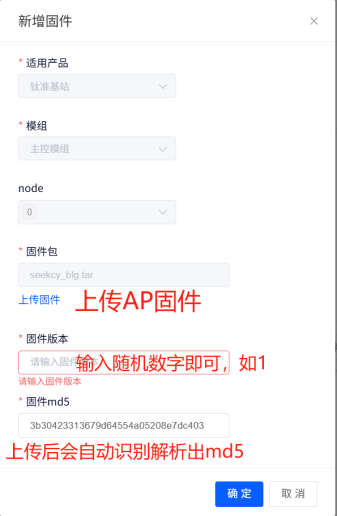 新增固件
* 适用产品
钛准基站
* 模组
主控模组
node
0
* 固件包
seekcy_blg.tar
上传固件
上传AP固件
* 固件版本
请输入固件版本
输入随机数字即可，如1
请输入固件版本
* 固件md5
3b30423313679d64554a05208e7dc403
上传后会自动识别解析出md5
确 定
取 消